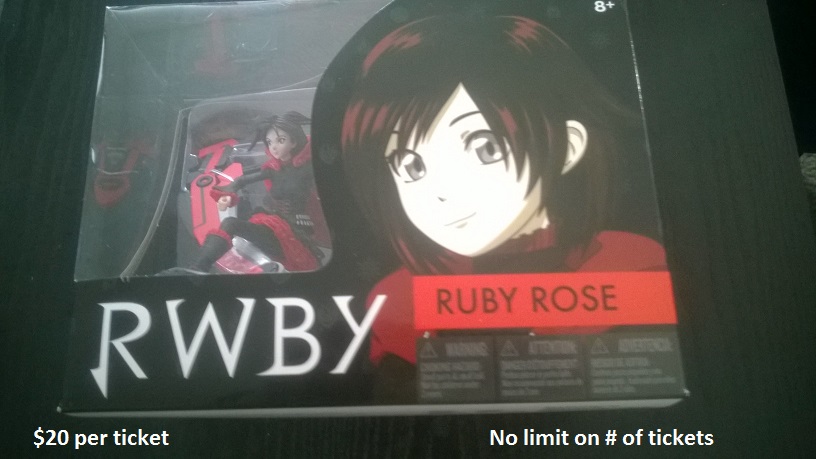 8+
RWBY
RUBY ROSE
WARNING:
ATTENTION:
ADVERTENCIA:
$20 per ticket
No limit on # of tickets